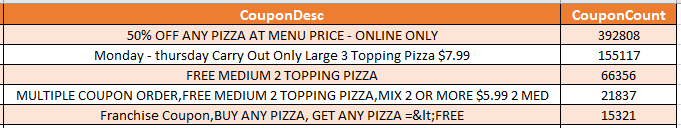 CouponDesc CouponCount
50% OFF ANY PIZZA AT MENU PRICE - ONLINE ONLY 392808
Monday - thursday Carry Out Only Large 3 Topping Pizza $7.99 155117
FREE MEDIUM 2 TOPPING PIZZA 66356
MULTIPLE COUPON ORDER,FREE MEDIUM 2 TOPPING PIZZA,MIX 2 OR MORE $5.99 2 MED 21837
Franchise Coupon,BUY ANY PIZZA, GET ANY PIZZA =&lt;FREE 15321